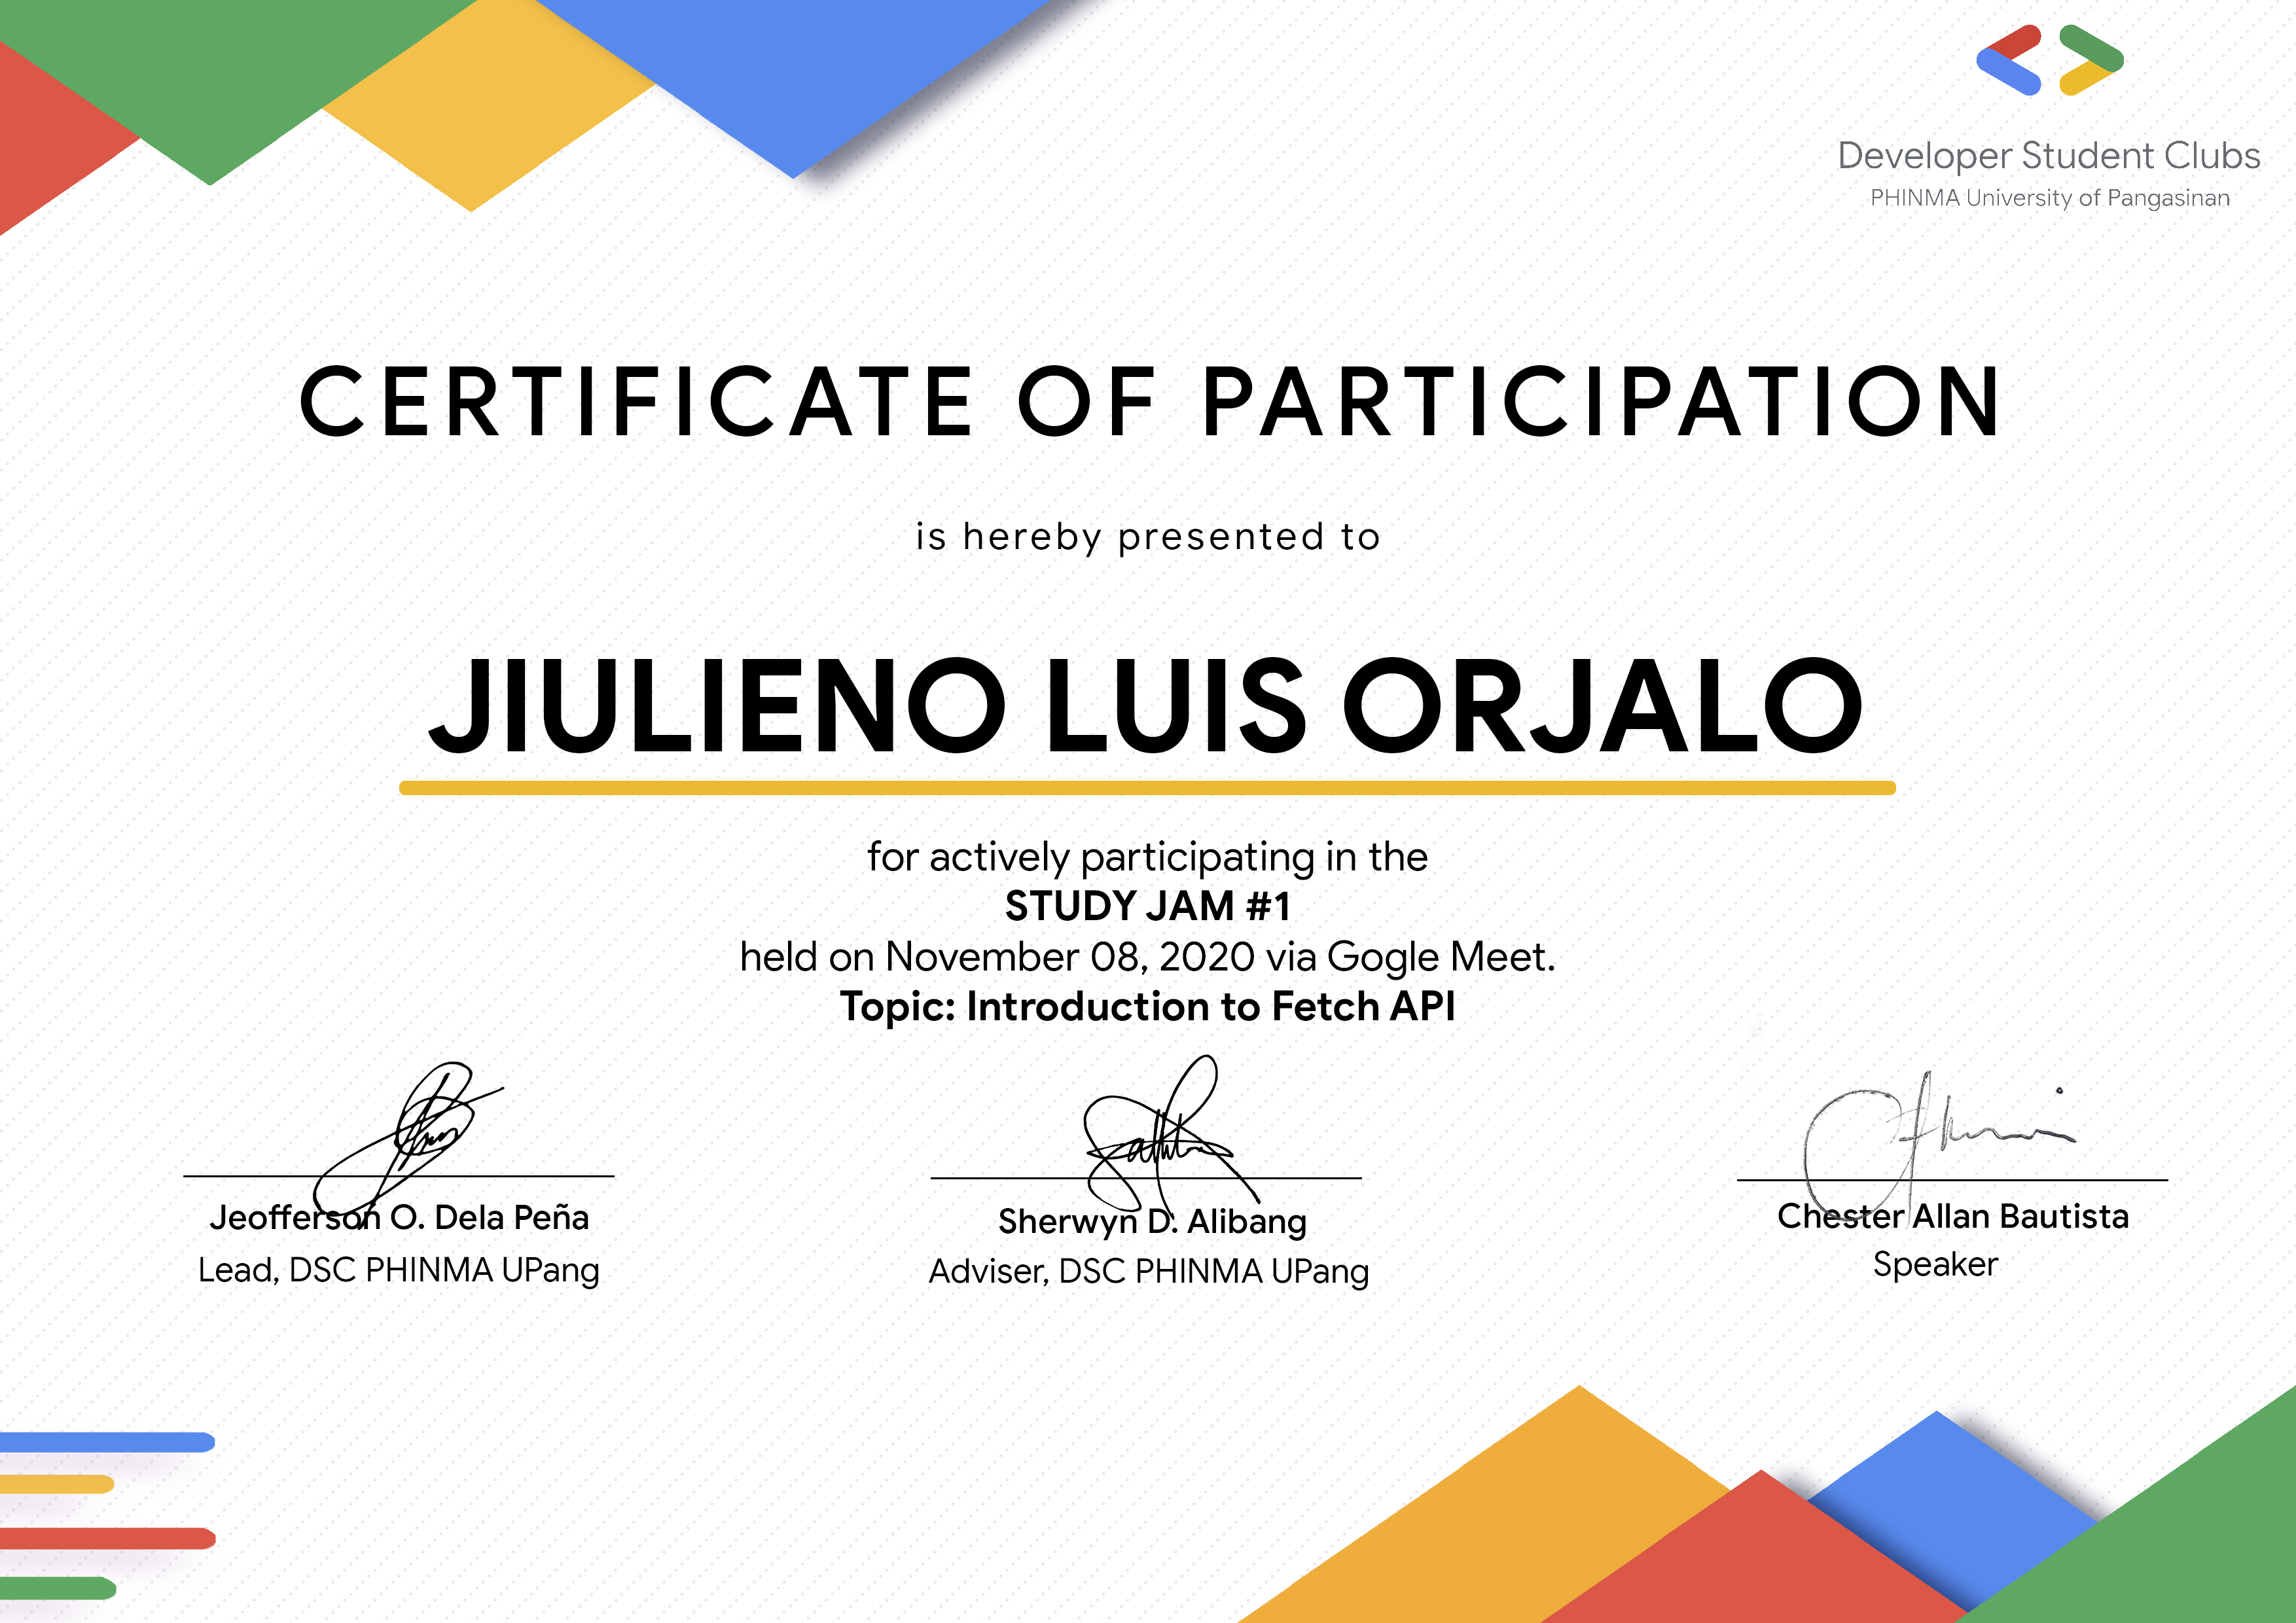 Developer Student Clubs
PHINMA University of Pangasinan
CERTIFICATE OF PARTICIPATION
is hereby presented to
JIULIENO LUIS ORJALO
for actively participating in the
STUDY JAM #1
held on November 08, 2020 via Gogle Meet.
Topic: Introduction to Fetch API
Jeofferson O. Dela Peña
Lead, DSC PHINMA UPang
Sherwyn D. Alibang
Adviser, DSC PHINMA UPang
Chester Allan Bautista
Speaker